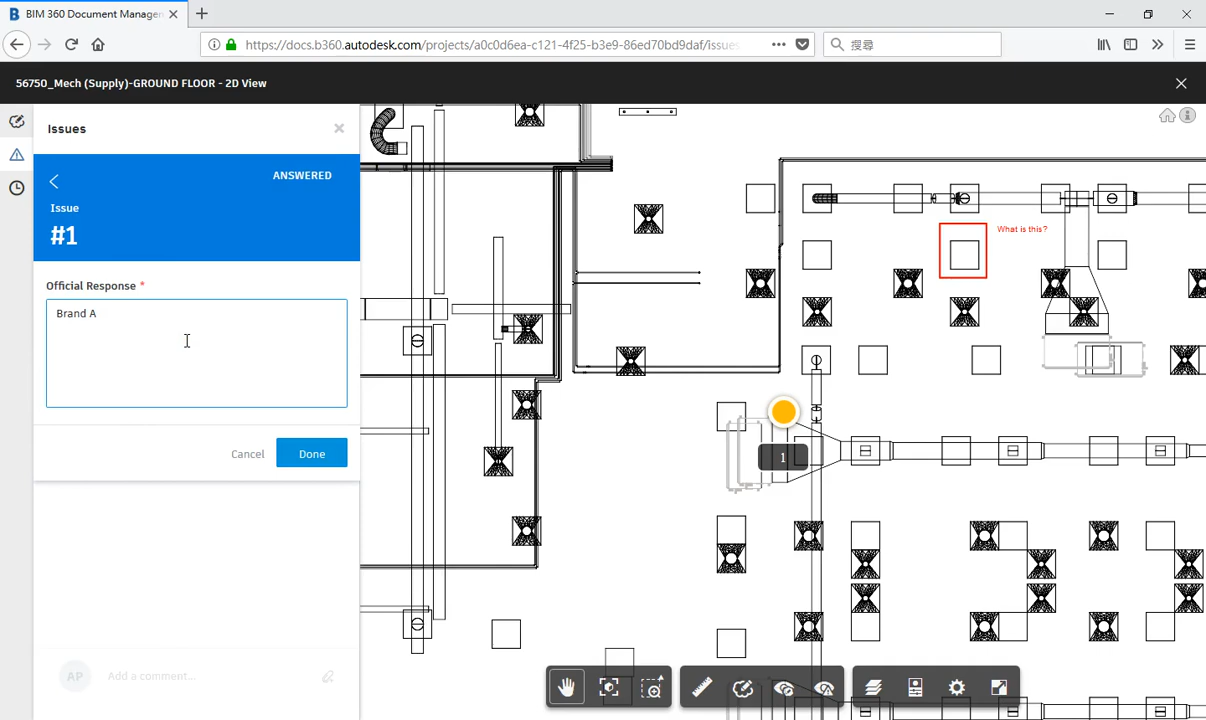 BIM 360 Document Manager
https://docs.b360.autodesk.com/projects/a0c0d6ea-c121-4f25-b3e9-86ed70bd9daf/issues
搜尋
56750_Mech (Supply)-GROUND FLOOR - 2D View
Issues
ANSWERED
Issue
#1
Official Response *
Brand A
Cancel
Done
AP
Add a comment...
What is this?
1